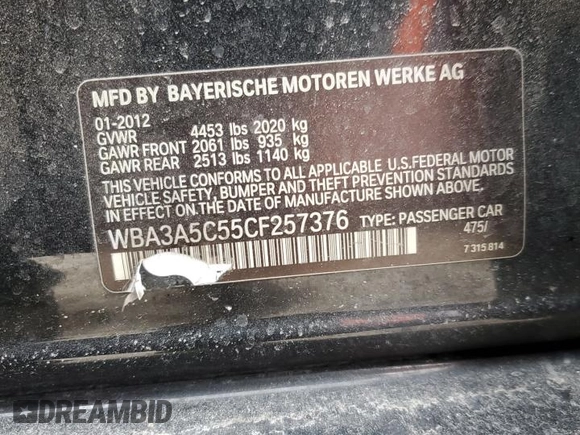 MFD BY BAYERISCHE MOTOREN WERKE AG
01-2012
GVWR 4453 lbs 2020 kg
GAWR FRONT 2061 lbs 935 kg
GAWR REAR 2513 lbs 1140 kg
THIS VEHICLE CONFORMS TO ALL APPLICABLE U.S.FEDERAL MOTOR
VEHICLE SAFETY, BUMPER AND THEFT PREVENTION STANDARDS
IN EFFECT ON THE DATE OF MANUFACTURE SHOWN ABOVE.
WBA3A5C55CF257376 TYPE: PASSENGER CAR
475/
7 315 814
DREAMBID